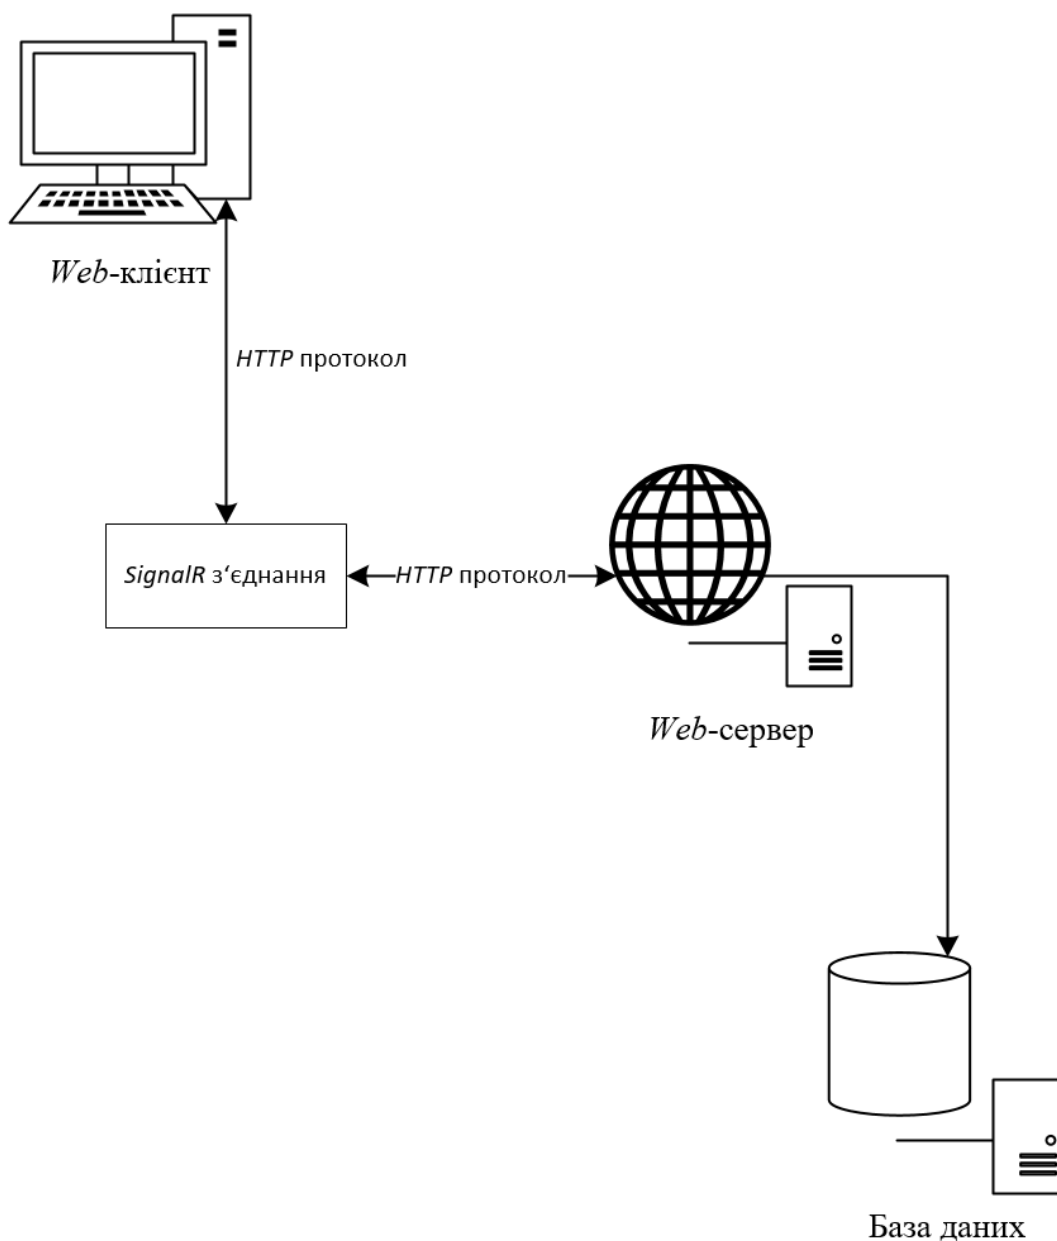 Web-клієнт
HTTP протокол
SignalR з‘єднання
HTTP протокол
Web-сервер
База даних